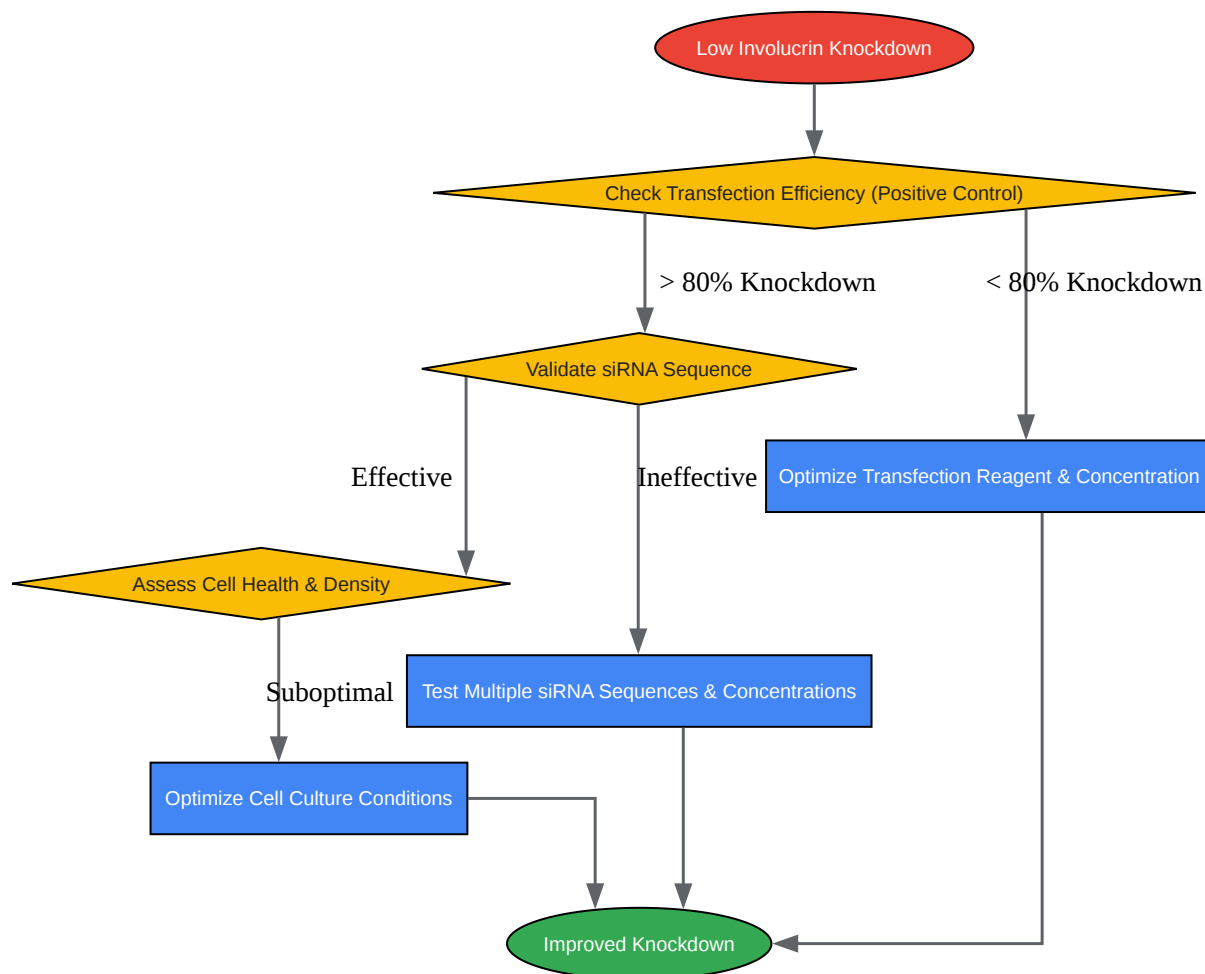 Low Involucrin Knockdown
Check Transfection Efficiency (Positive Control)
> 80% Knockdown
< 80% Knockdown
Validate siRNA Sequence
Effective
Ineffective
Optimize Transfection Reagent & Concentration
Assess Cell Health & Density
Suboptimal
Test Multiple siRNA Sequences & Concentrations
Optimize Cell Culture Conditions
Improved Knockdown